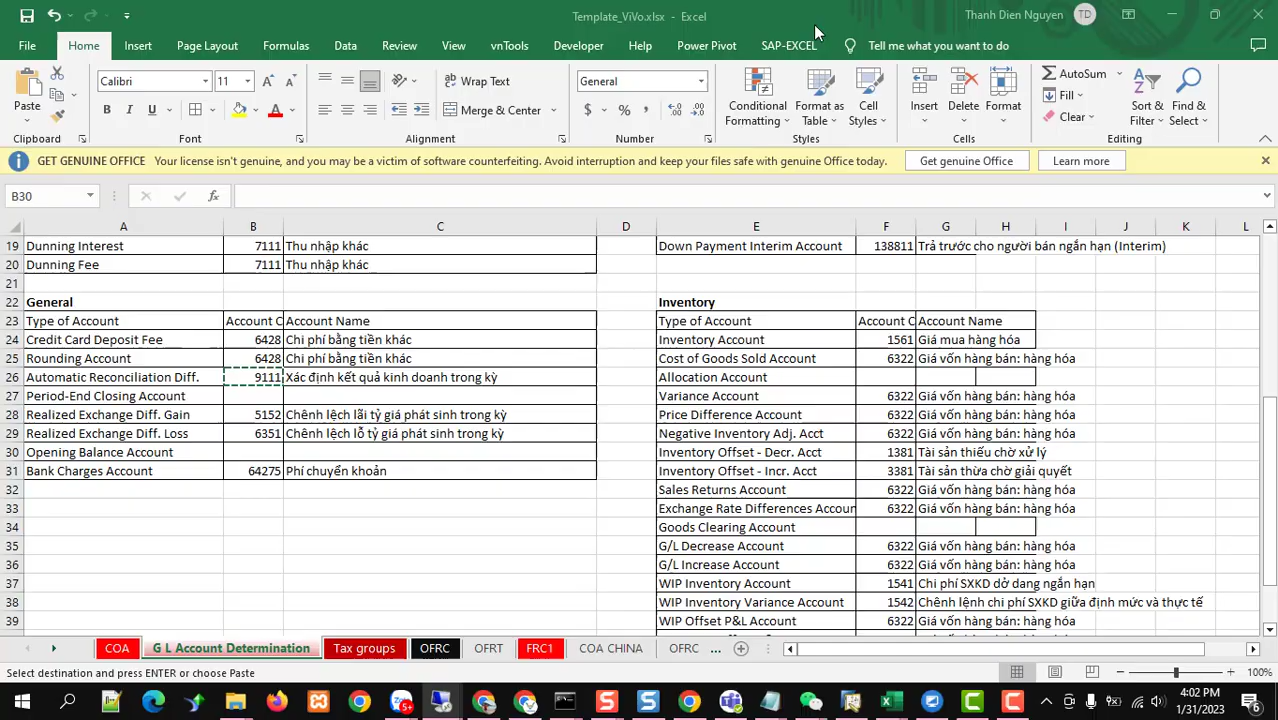 Template_ViVo.xlsx - Excel
Thanh Dien Nguyen TD
File Home Insert Page Layout Formulas Data Review View vnTools Developer Help Power Pivot SAP-EXCEL Tell me what you want to do
Calibri 11 Wrap Text General AutoSum
Fill
Paste B I U Merge & Center $ % Conditional Formatting Format as Table Cell Styles Insert Delete Format Clear Sort & Filter Find & Select
Clipboard Font Alignment Number Styles Cells Editing
GET GENUINE OFFICE Your license isn't genuine, and you may be a victim of software counterfeiting. Avoid interruption and keep your files safe with genuine Office today. Get genuine Office Learn more
B30 fx
A B C D E F G H I J K L
19 Dunning Interest 7111 Thu nhập khác Down Payment Interim Account 138811 Trả trước cho người bán ngắn hạn (Interim)
20 Dunning Fee 7111 Thu nhập khác
21
22 General Inventory
23 Type of Account Account C Account Name Type of Account Account C Account Name
24 Credit Card Deposit Fee 6428 Chi phí bằng tiền khác Inventory Account 1561 Giá mua hàng hóa
25 Rounding Account 6428 Chi phí bằng tiền khác Cost of Goods Sold Account 6322 Giá vốn hàng bán: hàng hóa
26 Automatic Reconciliation Diff. 9111 Xác định kết quả kinh doanh trong kỳ Allocation Account
27 Period-End Closing Account Variance Account 6322 Giá vốn hàng bán: hàng hóa
28 Realized Exchange Diff. Gain 5152 Chênh lệch lãi tỷ giá phát sinh trong kỳ Price Difference Account 6322 Giá vốn hàng bán: hàng hóa
29 Realized Exchange Diff. Loss 6351 Chênh lệch lỗ tỷ giá phát sinh trong kỳ Negative Inventory Adj. Acct 6322 Giá vốn hàng bán: hàng hóa
30 Opening Balance Account Inventory Offset - Decr. Acct 1381 Tài sản thiếu chờ xử lý
31 Bank Charges Account 64275 Phí chuyển khoản Inventory Offset - Incr. Acct 3381 Tài sản thừa chờ giải quyết
32 Sales Returns Account 6322 Giá vốn hàng bán: hàng hóa
33 Exchange Rate Differences Accoun 6322 Giá vốn hàng bán: hàng hóa
34 Goods Clearing Account
35 G/L Decrease Account 6322 Giá vốn hàng bán: hàng hóa
36 G/L Increase Account 6322 Giá vốn hàng bán: hàng hóa
37 WIP Inventory Account 1541 Chi phí SXKD dở dang ngắn hạn
38 WIP Inventory Variance Account 1542 Chênh lệnh chi phí SXKD giữa định mức và thực tế
39 WIP Offset P&L Account 6322 Giá vốn hàng bán: hàng hóa
COA G L Account Determination Tax groups OFRC OFRT FRC1 COA CHINA OFRC ...
Select destination and press ENTER or choose Paste 100%
4:02 PM
1/31/2023